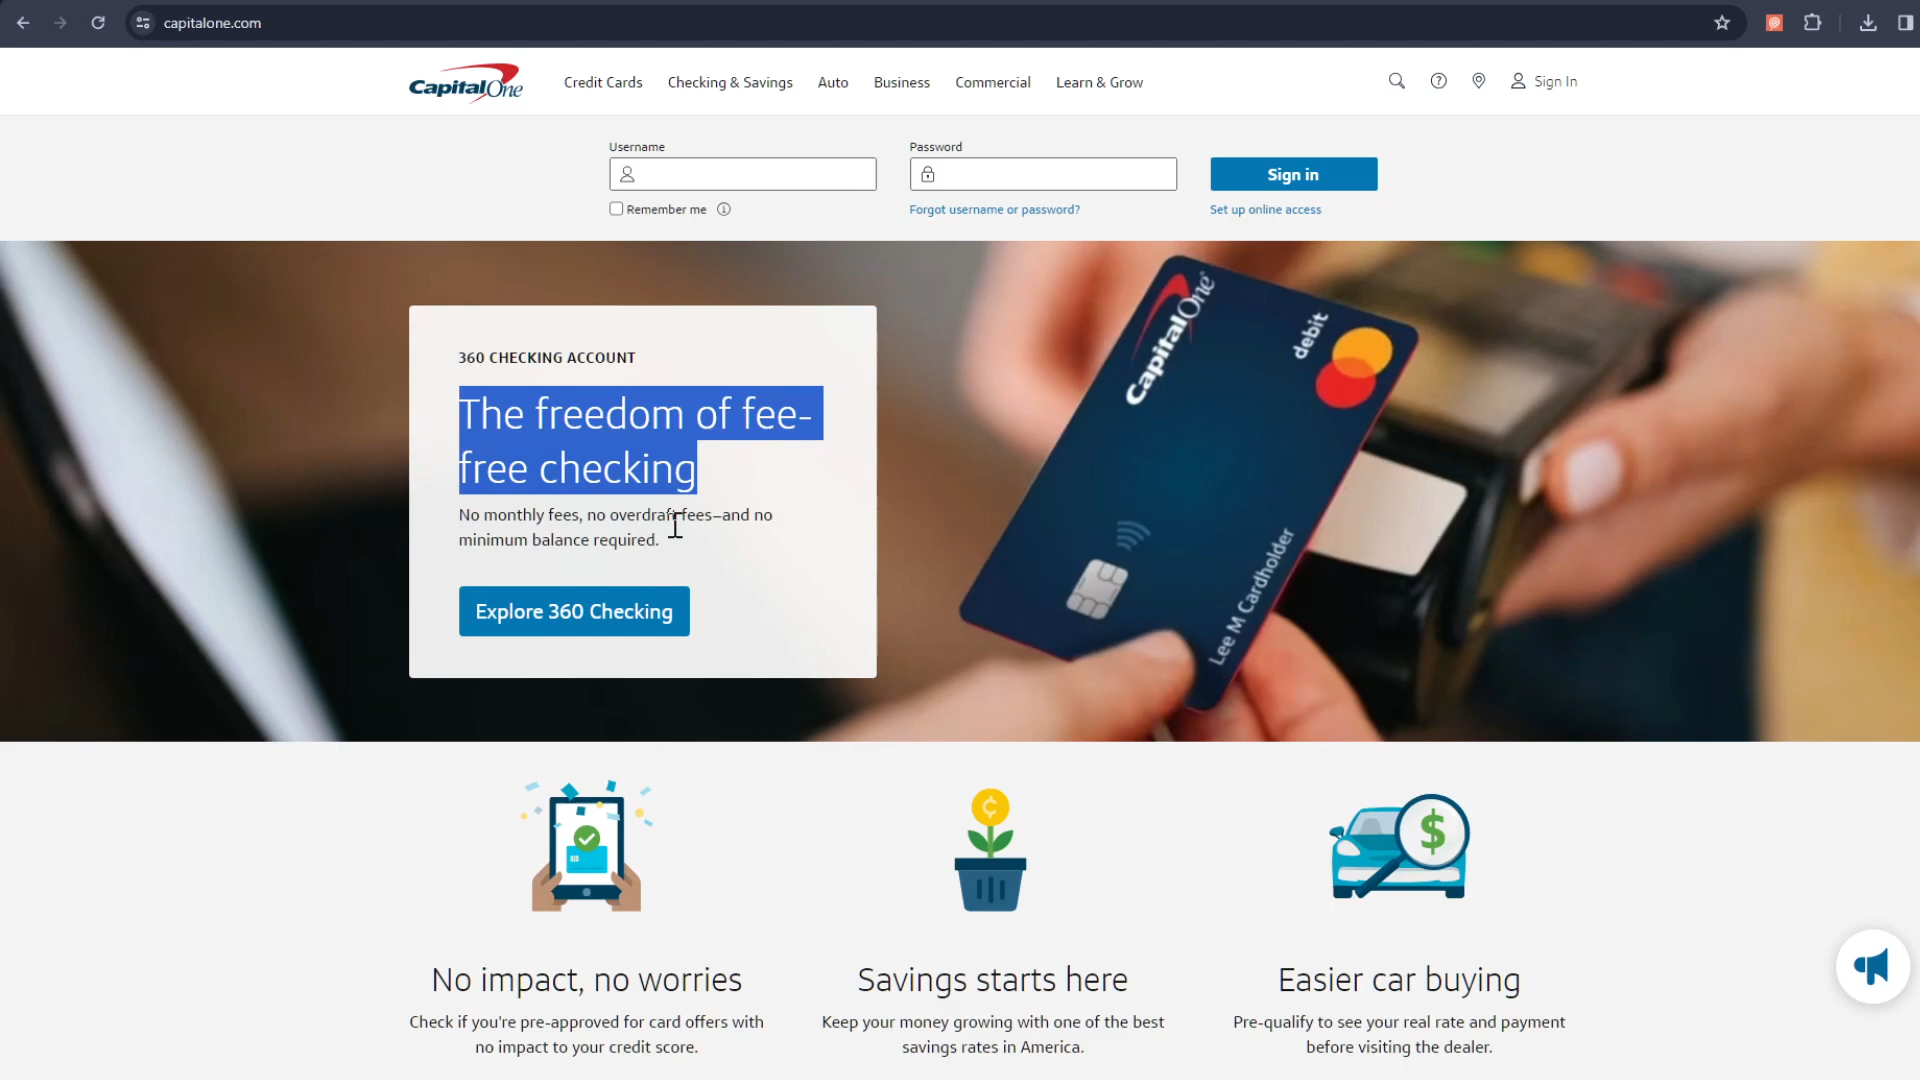 capitalone.com
Capital One
Credit Cards
Checking & Savings
Auto
Business
Commercial
Learn & Grow
Sign In
Username
Password
Sign in
Remember me
Forgot username or password?
Set up online access
360 CHECKING ACCOUNT
The freedom of fee-
free checking
No monthly fees, no overdraft fees—and no
minimum balance required.
Explore 360 Checking
Capital One
debit
Lee M Cardholder
No impact, no worries
Check if you're pre-approved for card offers with
no impact to your credit score.
Savings starts here
Keep your money growing with one of the best
savings rates in America.
Easier car buying
Pre-qualify to see your real rate and payment
before visiting the dealer.